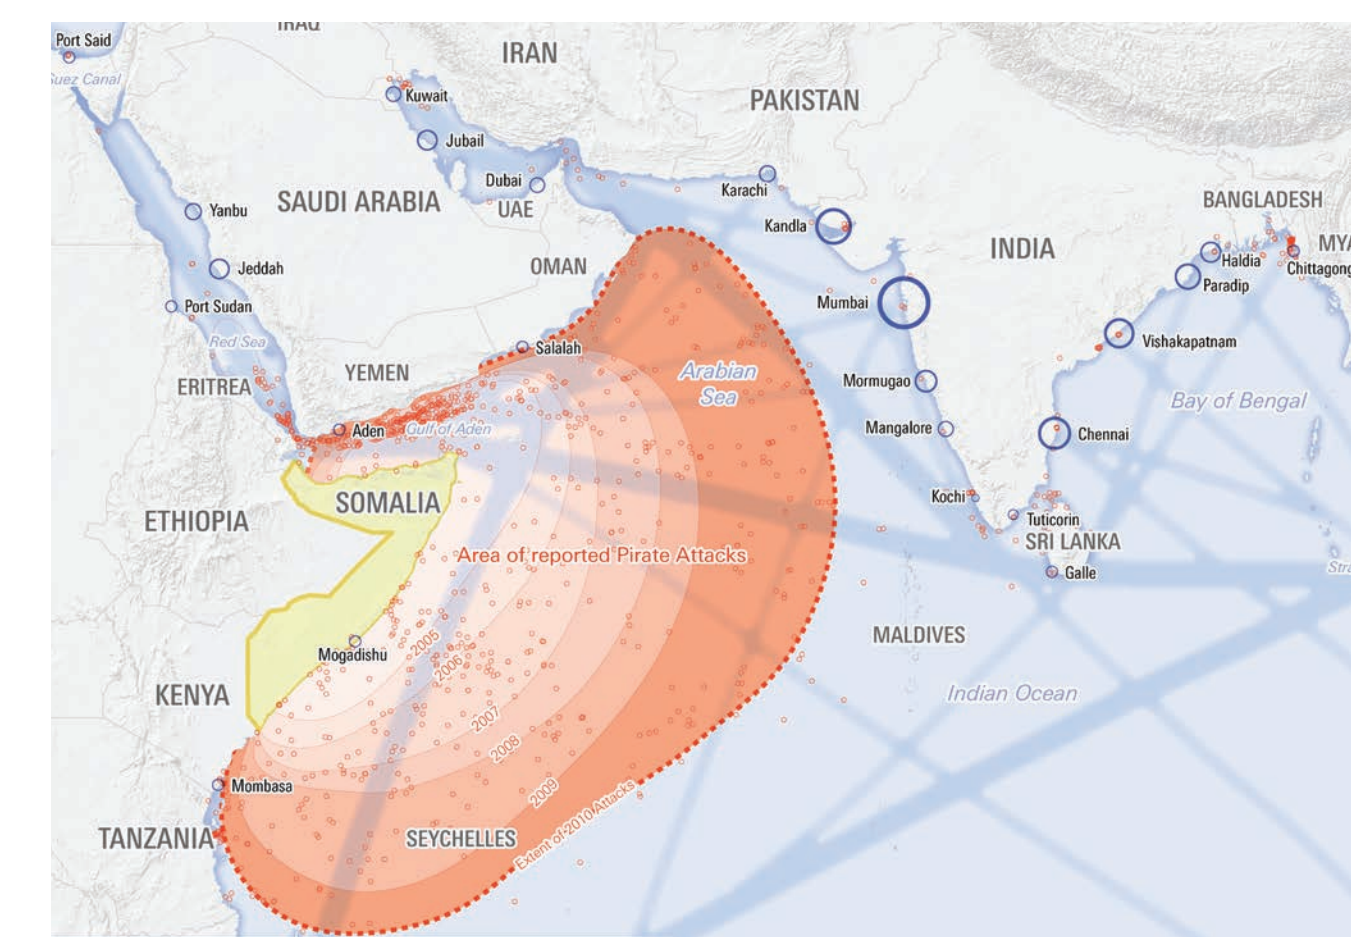 IRAQ
Port Said
IRAN
Suez Canal
Kuwait
PAKISTAN
Jubail
Dubai
Karachi
SAUDI ARABIA
UAE
BANGLADESH
Yanbu
Kandla
INDIA
MYA
Haldia
Jeddah
OMAN
Chittagong
Paradip
Port Sudan
Mumbai
Red Sea
Salalah
Vishakapatnam
YEMEN
Arabian
Sea
ERITREA
Mormugao
Bay of Bengal
Aden
Gulf of Aden
Mangalore
Chennai
SOMALIA
Kochi
ETHIOPIA
Tuticorin
SRI LANKA
Area of reported Pirate Attacks
Galle
Stra
2005
MALDIVES
Mogadishu
2006
KENYA
Indian Ocean
2007
2008
Mombasa
2009
TANZANIA
SEYCHELLES
Extent of 2010 Attacks